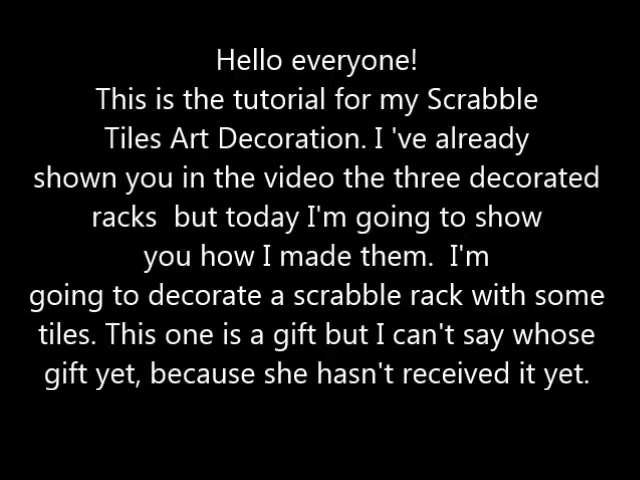 Hello everyone!
This is the tutorial for my Scrabble
Tiles Art Decoration. I 've already
shown you in the video the three decorated
racks  but today I'm going to show
you how I made them.  I'm
going to decorate a scrabble rack with some
tiles. This one is a gift but I can't say whose
gift yet, because she hasn't received it yet.